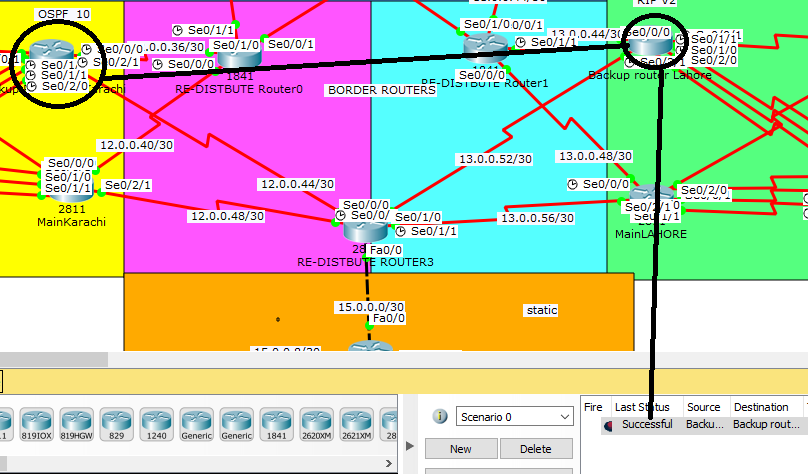 OSPF 10
RIP V2
Se0/1/1
Se0/1/0
Se0/0/1
Se0/0/0
.0.0.36/30
Se0/0/0
1841
RE-DISTBUTE Router0
Se0/1/0
0/0/1
Se0/1/1
13.0.0.44/30
Se0/0/0
RE-DISTBUTE Router1
Se0/0/0
Se0/1/1
Se0/1/0
Se0/2/0
Backup router Lahore
Se0/1/1
Se0/2/0
BORDER ROUTERS
12.0.0.40/30
13.0.0.52/30
13.0.0.48/30
Se0/0/0
Se0/1/0
Se0/1/1
Se0/2/1
2811
MainKarachi
12.0.0.44/30
12.0.0.48/30
Se0/0/0
Se0/1/0
Se0/1/1
Fa0/0
RE-DISTBUTE ROUTER3
13.0.0.56/30
Se0/0/0
Se0/2/0
MainLAHORE
15.0.0.0/30
Fa0/0
static
15.0.0.8/30
819IOX
819HGW
829
1240
Generic
Generic
1841
2620XM
2621XM
Scenario 0
New
Delete
Fire
Last Status
Source
Destination
Successful
Backu...
Backup rout...